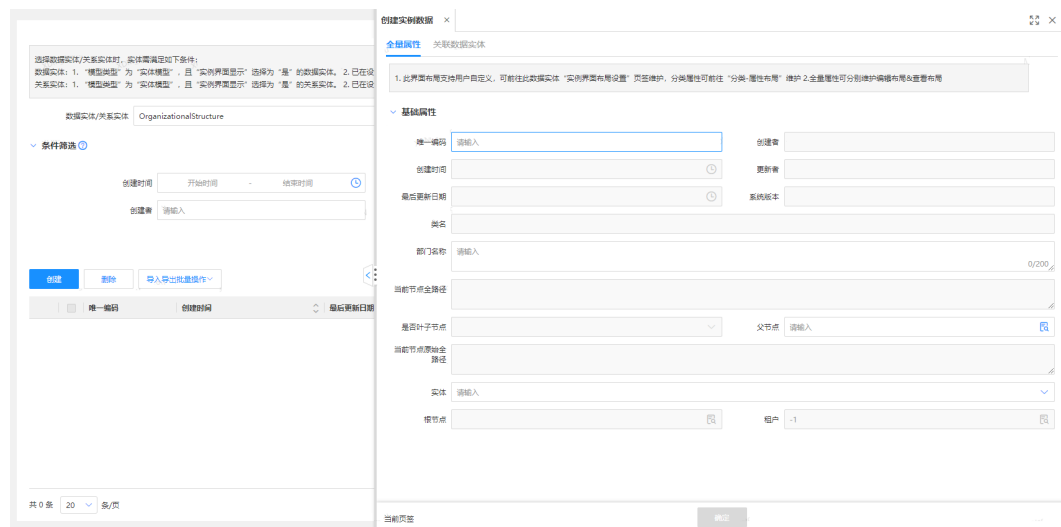 选择数据实体/关系实体时，实体需满足如下条件：
数据实体：1. “模型类型”为“实体模型”，且“实例界面显示”选择为“是”的数据实体。 2. 已在设
关系实体：1. “模型类型”为“实体模型”，且“实例界面显示”选择为“是”的关系实体。 2. 已在设
数据实体/关系实体 OrganizationalStructure
条件筛选
创建时间 开始时间 - 结束时间
创建者 请输入
创建 删除 导入导出批量操作
唯一编码 创建时间 最后更新日期
共 0 条 20 条/页
创建实例数据 ×
全量属性 关联数据实体
1. 此界面布局支持用户自定义，可前往此数据实体“实例界面布局设置”页签维护，分类属性可前往“分类-属性布局”维护 2.全量属性可分别维护编辑布局&查看布局
基础属性
唯一编码 请输入 创建者
创建时间 更新者
最后更新日期 系统版本
类名
部门名称 请输入
0/200
当前节点全路径
是否叶子节点 父节点 请输入
当前节点原始全
路径
实体 请输入
根节点 租户 -1
当前页签 确定